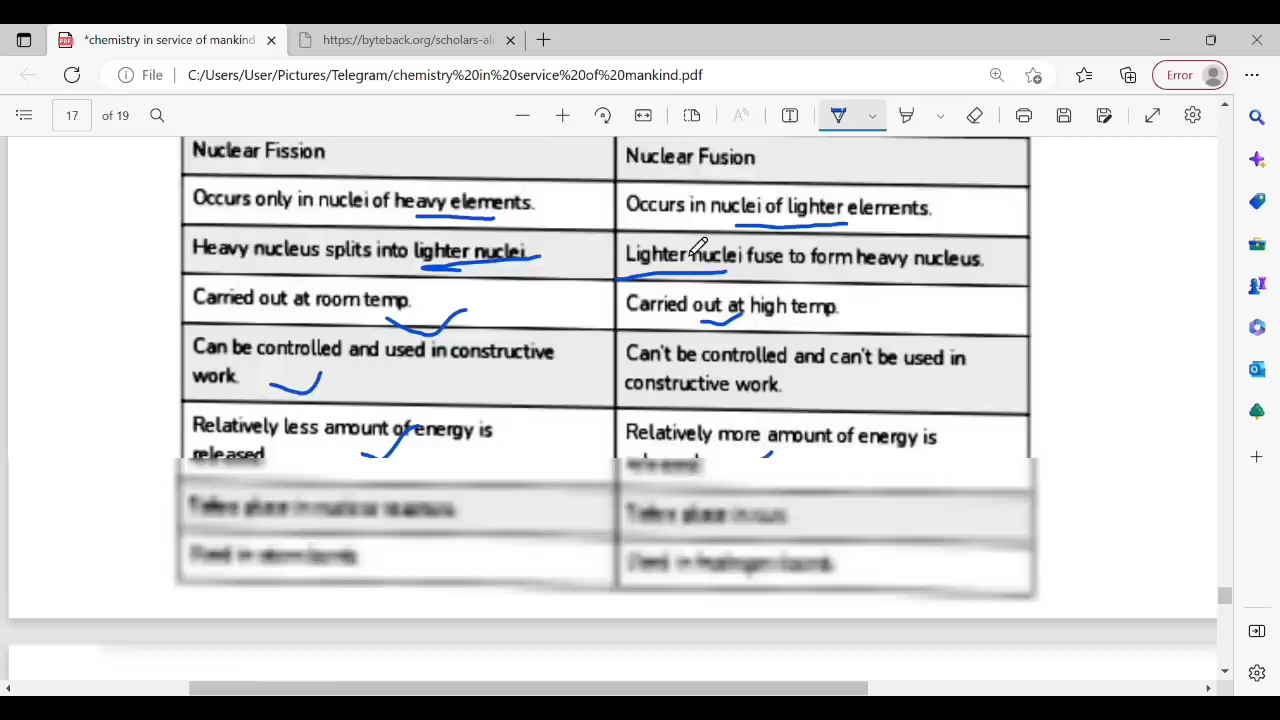 *chemistry in service of mankind
https://byteback.org/scholars-al
File C:/Users/User/Pictures/Telegram/chemistry%20in%20service%20of%20mankind.pdf
Error
17 of 19
Nuclear Fission
Nuclear Fusion
Occurs only in nuclei of heavy elements.
Occurs in nuclei of lighter elements.
Heavy nucleus splits into lighter nuclei.
Lighter nuclei fuse to form heavy nucleus.
Carried out at room temp.
Carried out at high temp.
Can be controlled and used in constructive
work.
Can't be controlled and can't be used in
constructive work.
Relatively less amount of energy is
released
Relatively more amount of energy is